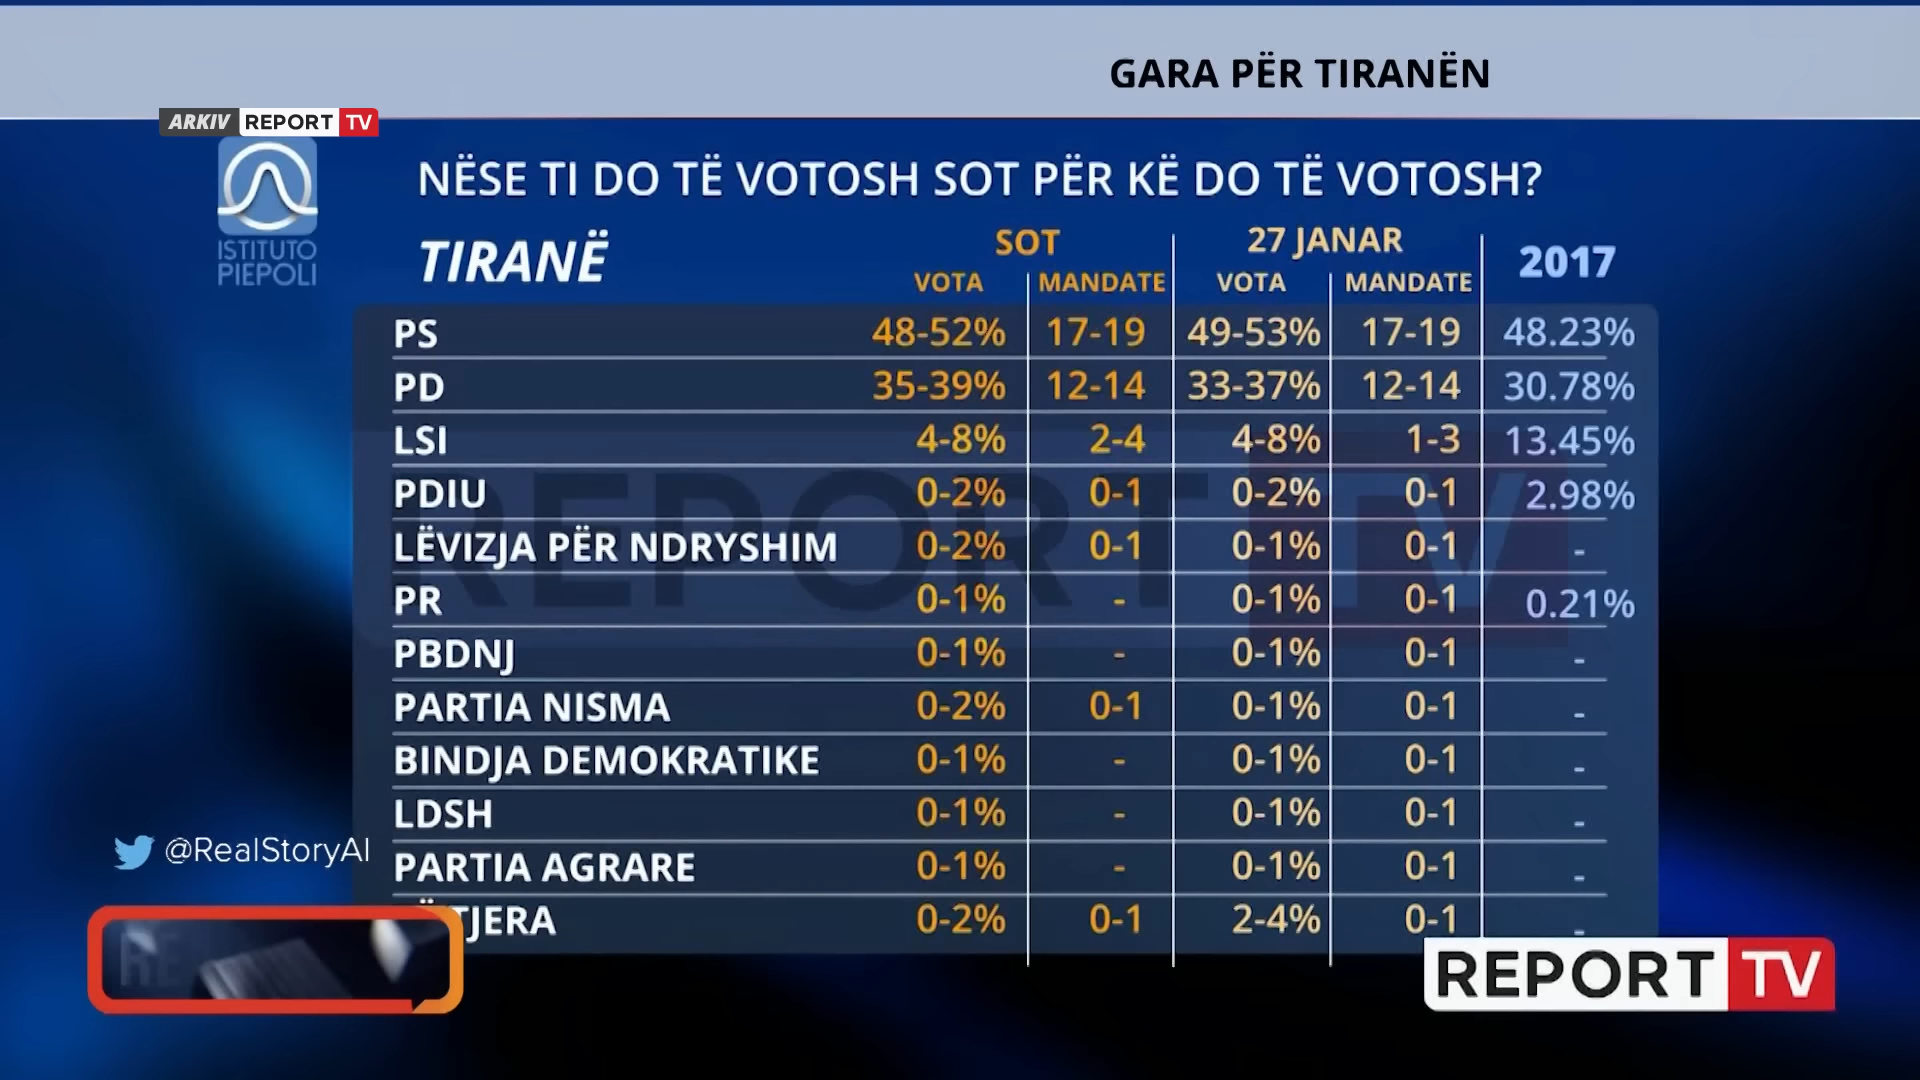 GARA PËR TIRANËN
ARKIV REPORT TV
ISTITUTO
PIEPOLI
NËSE TI DO TË VOTOSH SOT PËR KË DO TË VOTOSH?
TIRANË SOT 27 JANAR 2017
VOTA MANDATE VOTA MANDATE
PS 48-52% 17-19 49-53% 17-19 48.23%
PD 35-39% 12-14 33-37% 12-14 30.78%
LSI 4-8% 2-4 4-8% 1-3 13.45%
PDIU 0-2% 0-1 0-2% 0-1 2.98%
LËVIZJA PËR NDRYSHIM 0-2% 0-1 0-1% 0-1 -
PR 0-1% - 0-1% 0-1 0.21%
PBDNJ 0-1% - 0-1% 0-1 -
PARTIA NISMA 0-2% 0-1 0-1% 0-1 -
BINDJA DEMOKRATIKE 0-1% - 0-1% 0-1 -
LDSH 0-1% - 0-1% 0-1 -
PARTIA AGRARE 0-1% - 0-1% 0-1 -
TJERA 0-2% 0-1 2-4% 0-1 -
REPORT TV
@RealStoryAl
REPORT TV